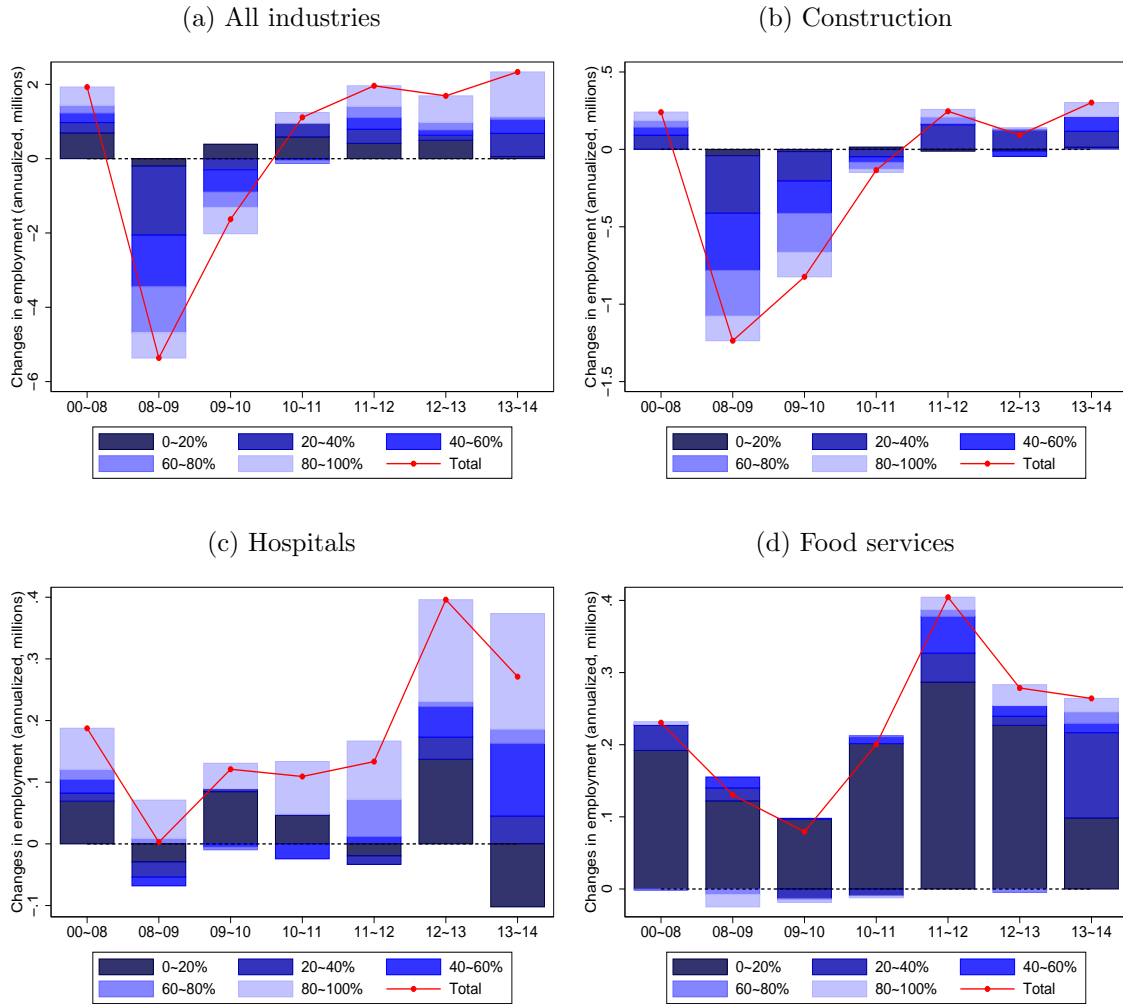 (a) All industries
Changes in employment (annualized, millions)
2
0
−2
−4
−6
00~08 08~09 09~10 10~11 11~12 12~13 13~14
0~20% 20~40% 40~60%
60~80% 80~100% Total
(b) Construction
Changes in employment (annualized, millions)
.5
0
−.5
−1
−1.5
00~08 08~09 09~10 10~11 11~12 12~13 13~14
0~20% 20~40% 40~60%
60~80% 80~100% Total
(c) Hospitals
Changes in employment (annualized, millions)
.4
.3
.2
.1
0
−.1
00~08 08~09 09~10 10~11 11~12 12~13 13~14
0~20% 20~40% 40~60%
60~80% 80~100% Total
(d) Food services
Changes in employment (annualized, millions)
.4
.3
.2
.1
0
00~08 08~09 09~10 10~11 11~12 12~13 13~14
0~20% 20~40% 40~60%
60~80% 80~100% Total